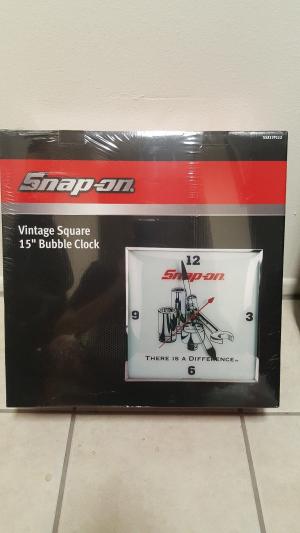 Snap-on
Vintage Square
15" Bubble Clock
12
Snap-on
9
3
THERE IS A DIFFERENCE
6